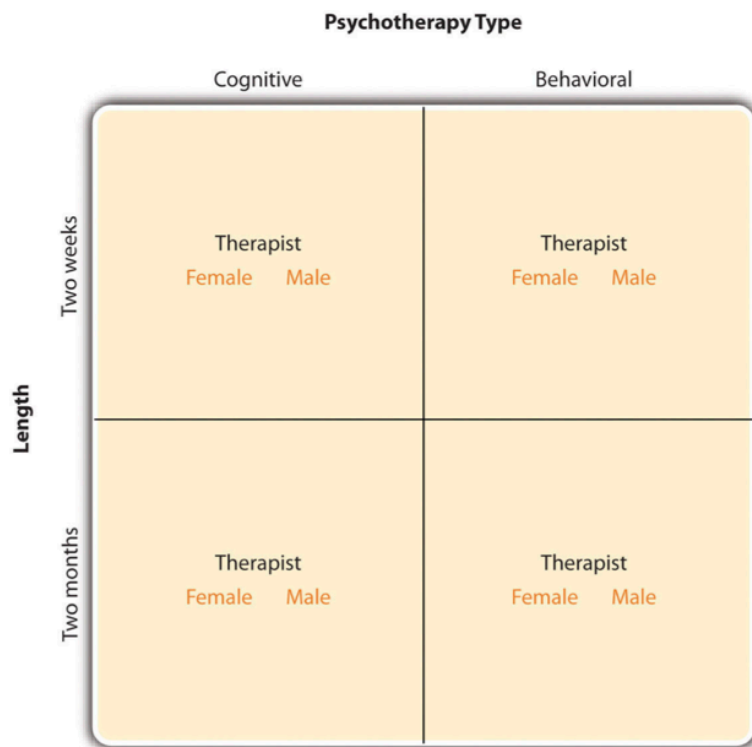 Psychotherapy Type
Cognitive Behavioral
Two weeks
Therapist Therapist
Female Male Female Male
Length
Two months
Therapist Therapist
Female Male Female Male